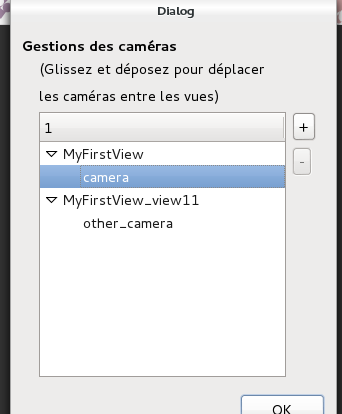 Dialog
Gestions des caméras
(Glissez et déposez pour déplacer
les caméras entre les vues)
1
+
MyFirstView
-
camera
MyFirstView_view11
other_camera
OK